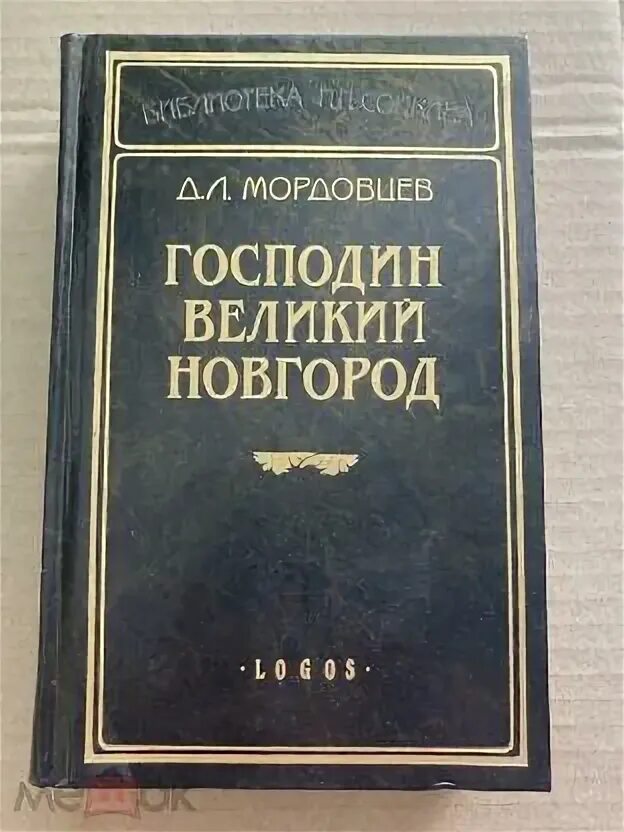 БИБЛИОТЕКА
Д.Л. МОРДОВЦЕВ
ГОСПОДИН
ВЕЛИКИЙ
НОВГОРОД
· LOGOS ·